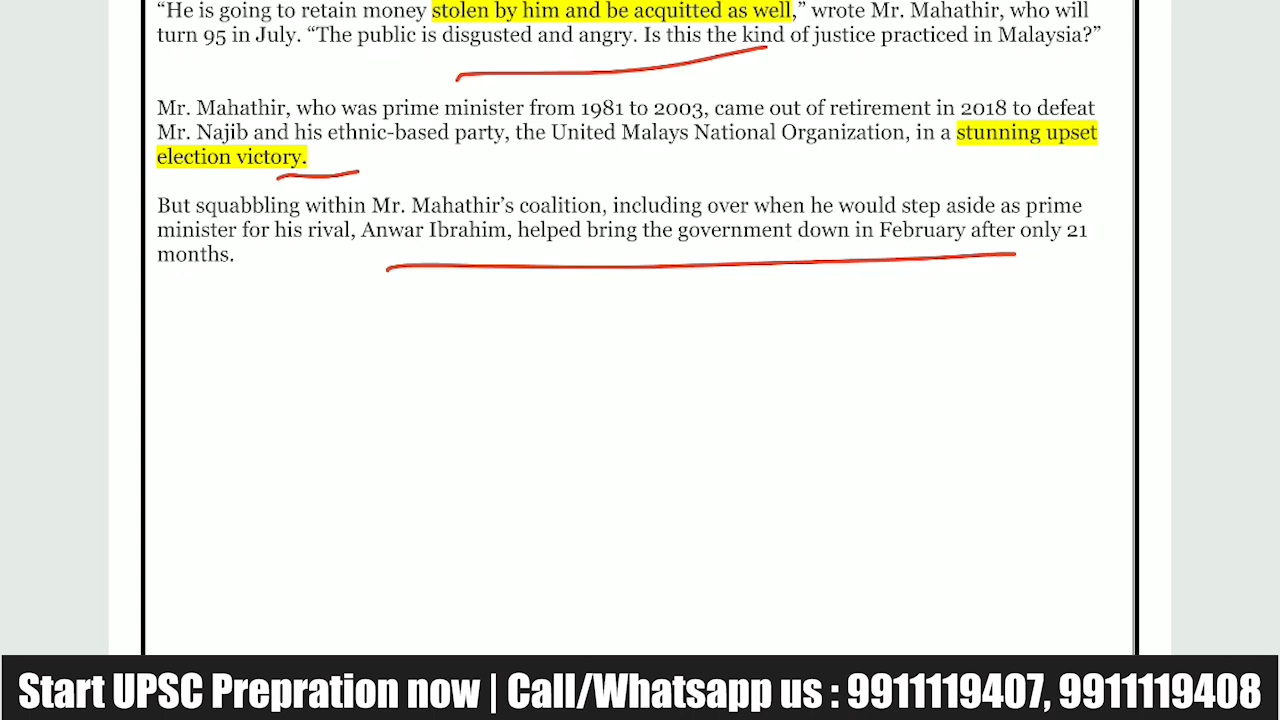 “He is going to retain money stolen by him and be acquitted as well,” wrote Mr. Mahathir, who will
turn 95 in July. “The public is disgusted and angry. Is this the kind of justice practiced in Malaysia?”
Mr. Mahathir, who was prime minister from 1981 to 2003, came out of retirement in 2018 to defeat
Mr. Najib and his ethnic-based party, the United Malays National Organization, in a stunning upset
election victory.
But squabbling within Mr. Mahathir’s coalition, including over when he would step aside as prime
minister for his rival, Anwar Ibrahim, helped bring the government down in February after only 21
months.
Start UPSC Prepration now | Call/Whatsapp us : 9911119407, 9911119408